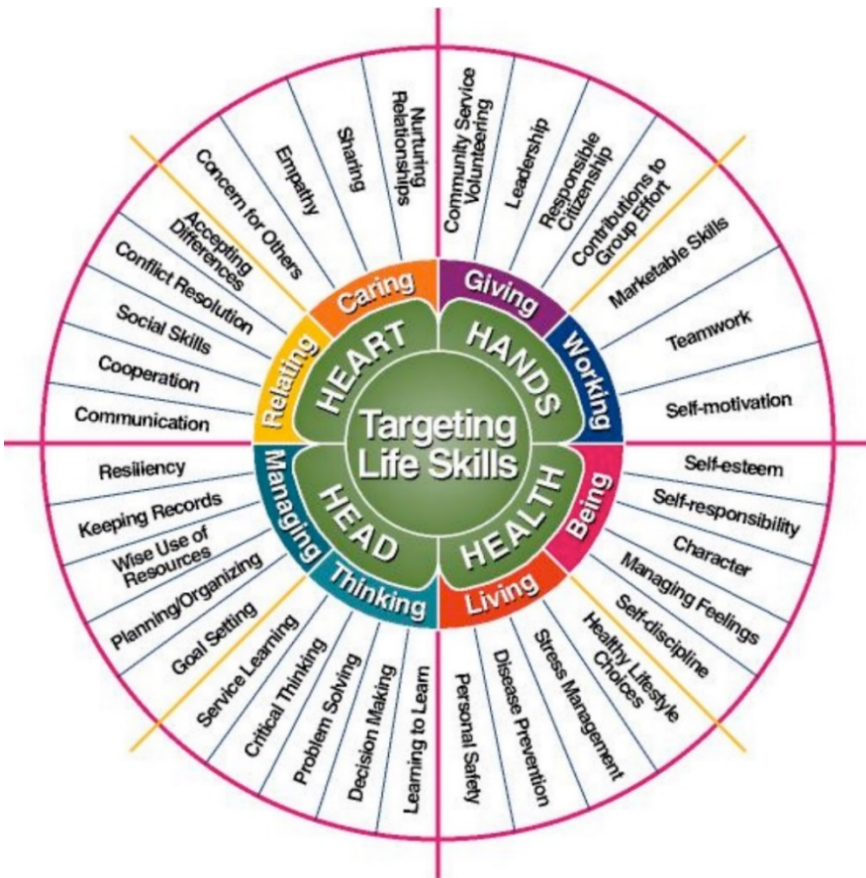 Targeting
Life Skills
HEART
HANDS
HEALTH
HEAD
Caring
Giving
Working
Being
Living
Thinking
Managing
Relating
Nurturing
Relationships
Sharing
Empathy
Concern for Others
Accepting
Differences
Conflict Resolution
Social Skills
Cooperation
Communication
Community Service
Volunteering
Leadership
Responsible
Citizenship
Contributions to
Group Effort
Marketable Skills
Teamwork
Self-motivation
Self-esteem
Self-responsibility
Character
Managing Feelings
Self-discipline
Healthy Lifestyle
Choices
Stress Management
Disease Prevention
Personal Safety
Learning to Learn
Decision Making
Problem Solving
Critical Thinking
Service Learning
Goal Setting
Planning/Organizing
Wise Use of
Resources
Keeping Records
Resiliency